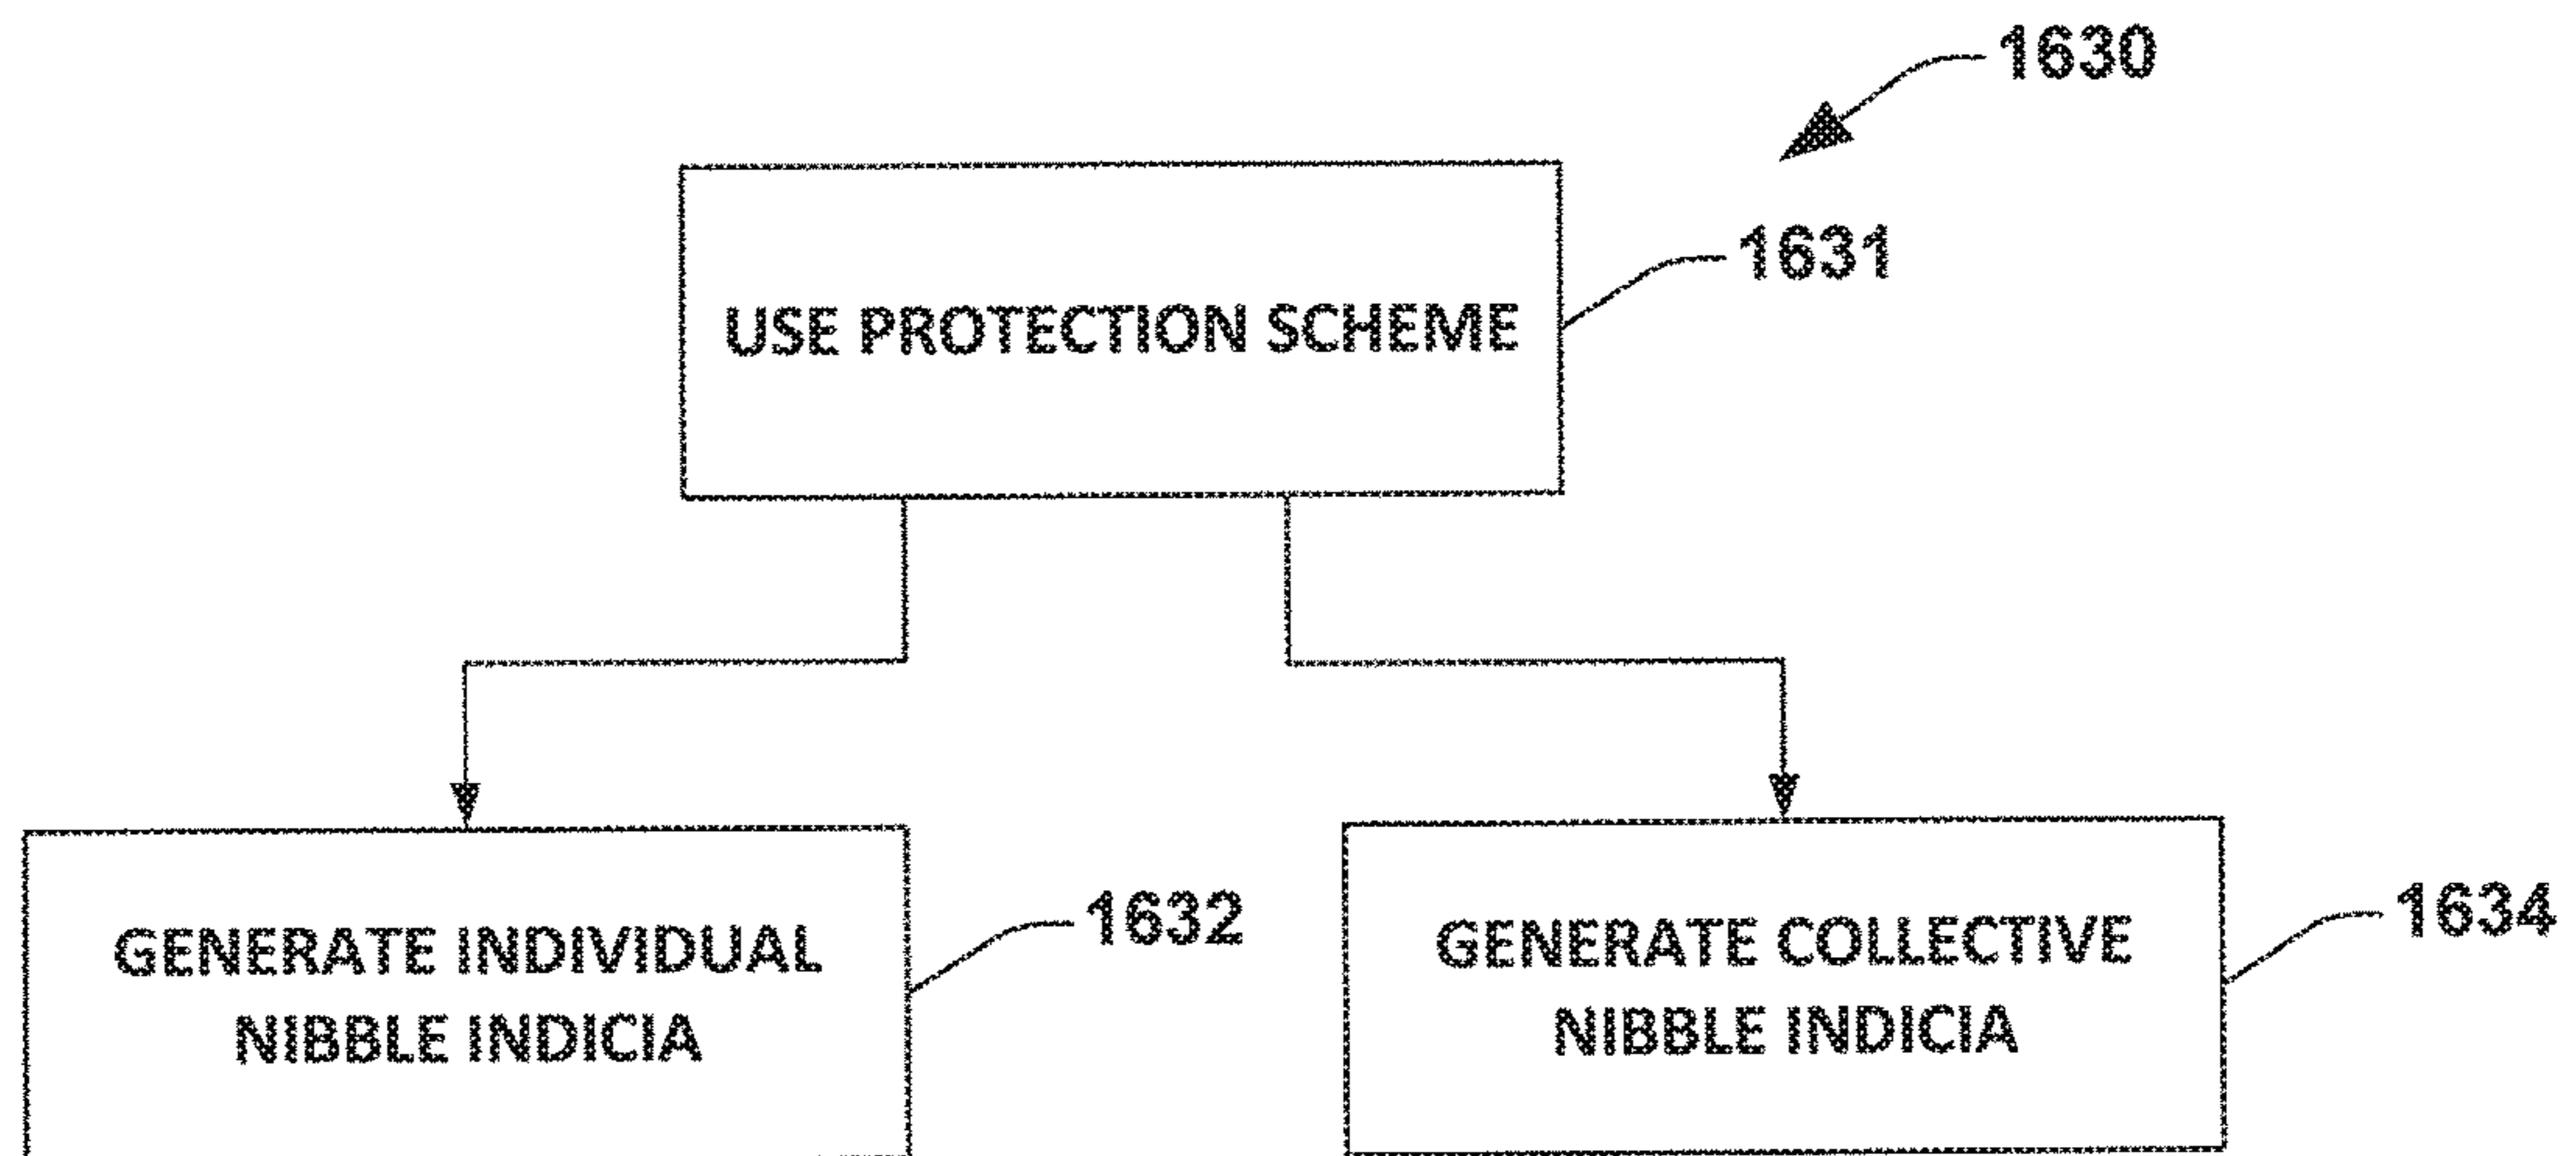 1630
1631
USE PROTECTION SCHEME
1632
GENERATE INDIVIDUAL
NIBBLE INDICIA
1634
GENERATE COLLECTIVE
NIBBLE INDICIA